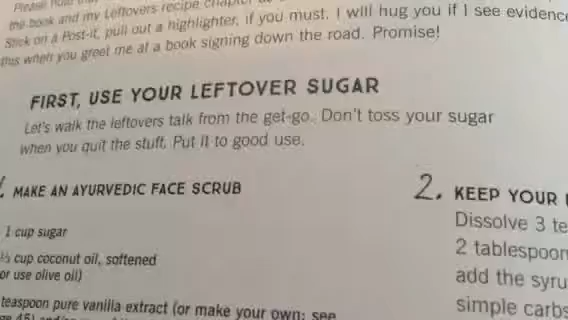 Please
the book and my Leftovers recipe chapter
Stick on a Post-it, pull out a highlighter, if you must. I will hug you if I see evidence
this when you greet me at a book signing down the road. Promise!
FIRST, USE YOUR LEFTOVER SUGAR
Let's walk the leftovers talk from the get-go. Don't toss your sugar
when you quit the stuff. Put it to good use.
MAKE AN AYURVEDIC FACE SCRUB
1 cup sugar
⅓ cup coconut oil, softened
or use olive oil)
teaspoon pure vanilla extract (or make your own; see
45)
2. KEEP YOUR
Dissolve 3 te
2 tablespoon
add the syru
simple carbs